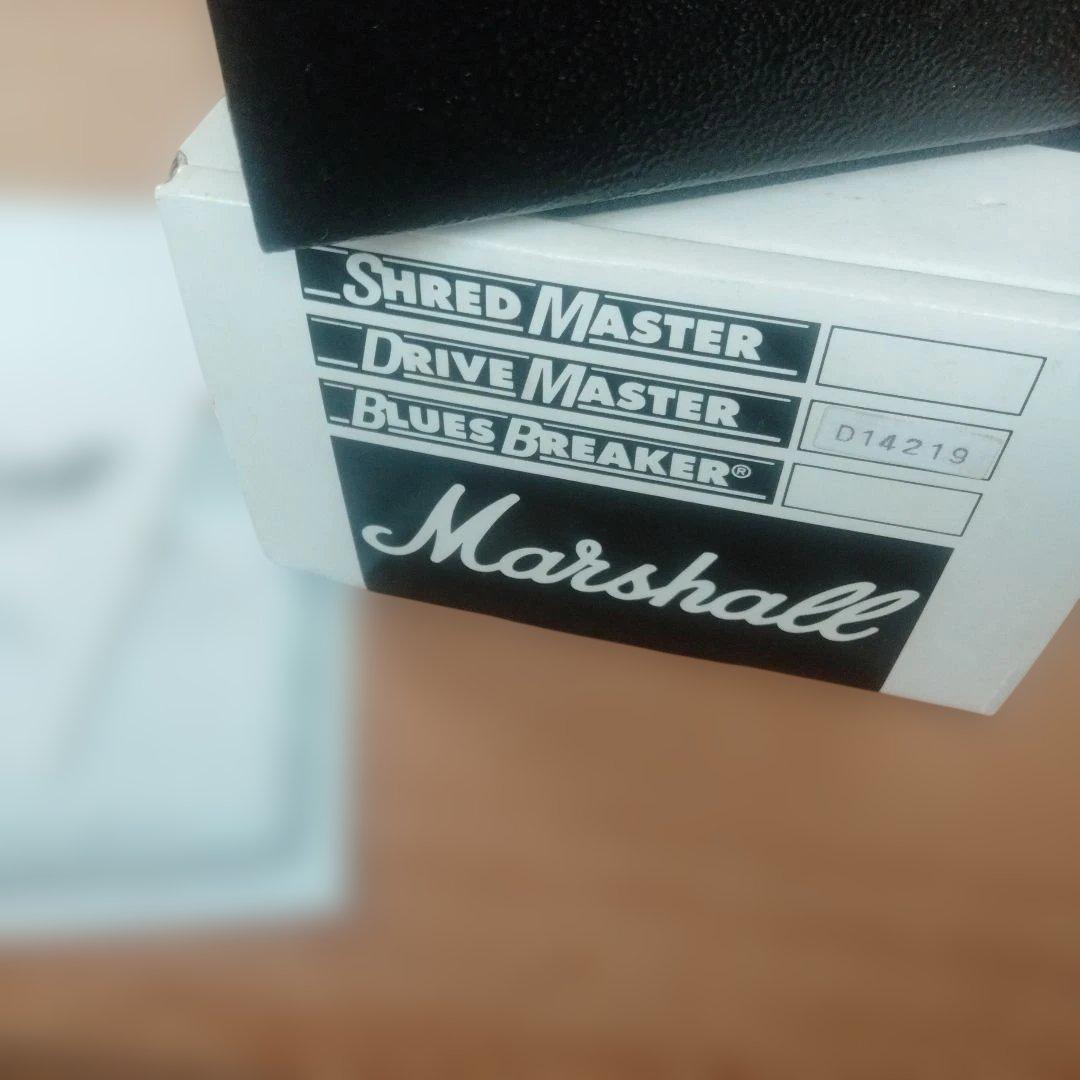 SHRED MASTER
DRIVE MASTER
D14219
BLUES BREAKER®
Marshall